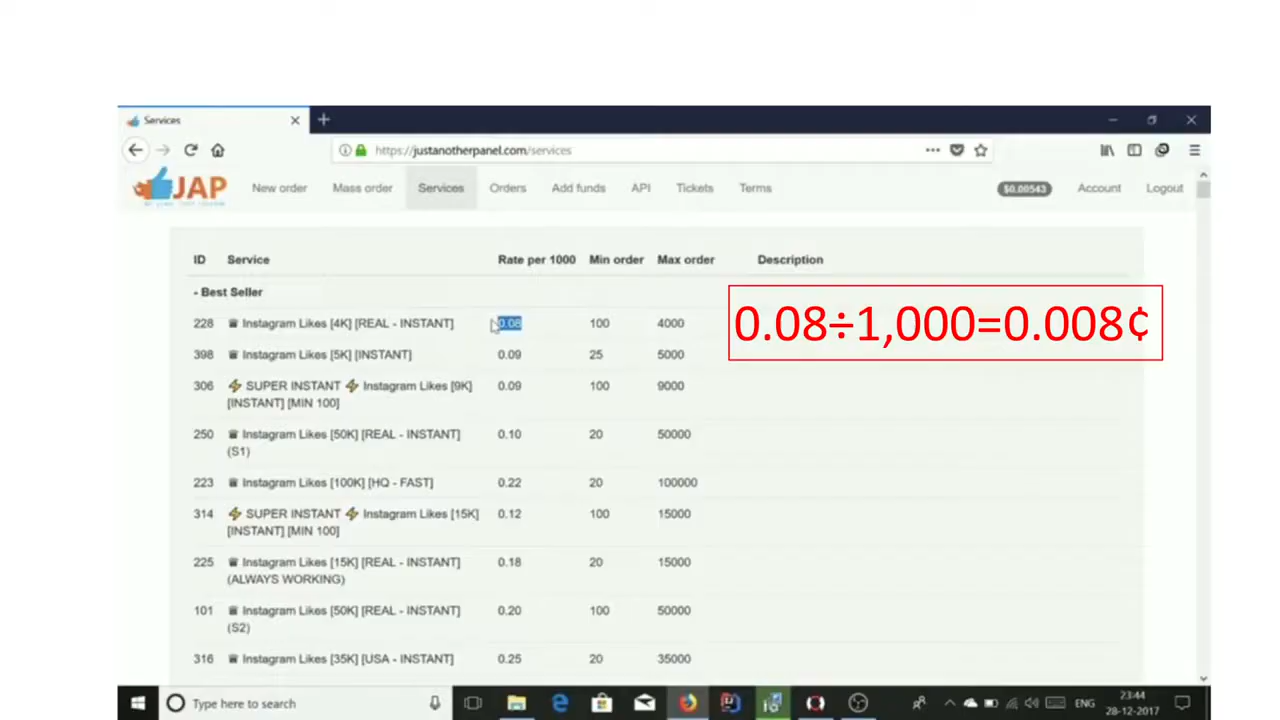 Services
https://justanotherpanel.com/services
JAP
New order Mass order Services Orders Add funds API Tickets Terms $0.00543 Account Logout
ID Service Rate per 1000 Min order Max order Description
- Best Seller
228 Instagram Likes [4K] [REAL - INSTANT] 0.08 100 4000
0.08÷1,000=0.008¢
398 Instagram Likes [5K] [INSTANT] 0.09 25 5000
306 ⚡ SUPER INSTANT ⚡ Instagram Likes [9K] 0.09 100 9000
[INSTANT] [MIN 100]
250 Instagram Likes [50K] [REAL - INSTANT] 0.10 20 50000
(S1)
223 Instagram Likes [100K] [HQ - FAST] 0.22 20 100000
314 ⚡ SUPER INSTANT ⚡ Instagram Likes [15K] 0.12 100 15000
[INSTANT] [MIN 100]
225 Instagram Likes [15K] [REAL - INSTANT] 0.18 20 15000
(ALWAYS WORKING)
101 Instagram Likes [50K] [REAL - INSTANT] 0.20 100 50000
(S2)
316 Instagram Likes [35K] [USA - INSTANT] 0.25 20 35000
Type here to search
ENG
23:44
28-12-2017